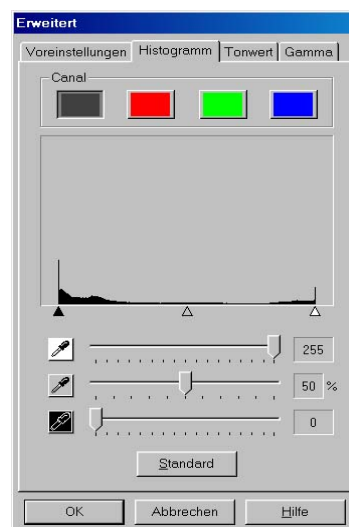 Erweitert
Voreinstellungen Histogramm Tonwert Gamma
Canal
255
50 %
0
Standard
OK Abbrechen Hilfe